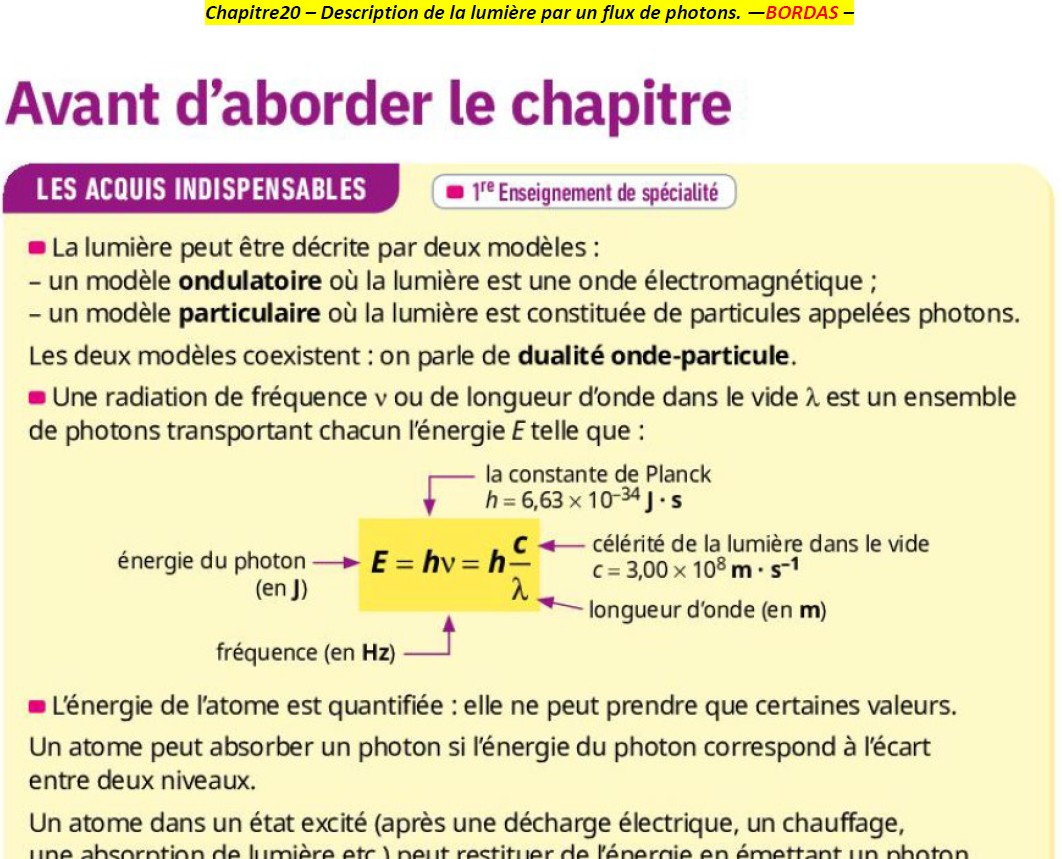 Chapitre20 – Description de la lumière par un flux de photons. —BORDAS –
Avant d’aborder le chapitre
LES ACQUIS INDISPENSABLES
1re Enseignement de spécialité
La lumière peut être décrite par deux modèles :
– un modèle ondulatoire où la lumière est une onde électromagnétique ;
– un modèle particulaire où la lumière est constituée de particules appelées photons.
Les deux modèles coexistent : on parle de dualité onde-particule.
Une radiation de fréquence ν ou de longueur d’onde dans le vide λ est un ensemble
de photons transportant chacun l’énergie E telle que :
la constante de Planck
h = 6,63 × 10⁻³⁴ J · s
énergie du photon
(en J)
E = hν = h c/λ
célérité de la lumière dans le vide
c = 3,00 × 10⁸ m · s⁻¹
longueur d’onde (en m)
fréquence (en Hz)
L’énergie de l’atome est quantifiée : elle ne peut prendre que certaines valeurs.
Un atome peut absorber un photon si l’énergie du photon correspond à l’écart
entre deux niveaux.
Un atome dans un état excité (après une décharge électrique, un chauffage,
une absorption de lumière etc.) peut restituer de l’énergie en émettant un photon